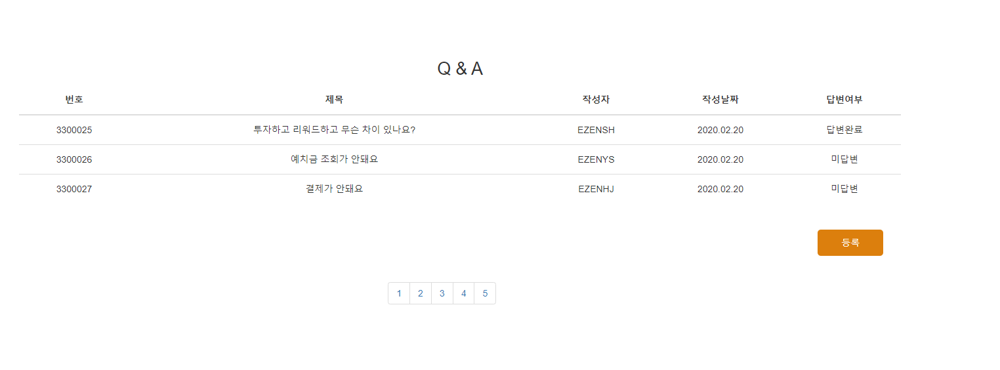 Q & A
번호 제목 작성자 작성날짜 답변여부
3300025 투자하고 리워드하고 무슨 차이 있나요? EZENSH 2020.02.20 답변완료
3300026 예치금 조회가 안돼요 EZENYS 2020.02.20 미답변
3300027 결제가 안돼요 EZENHJ 2020.02.20 미답변
등록
1 2 3 4 5